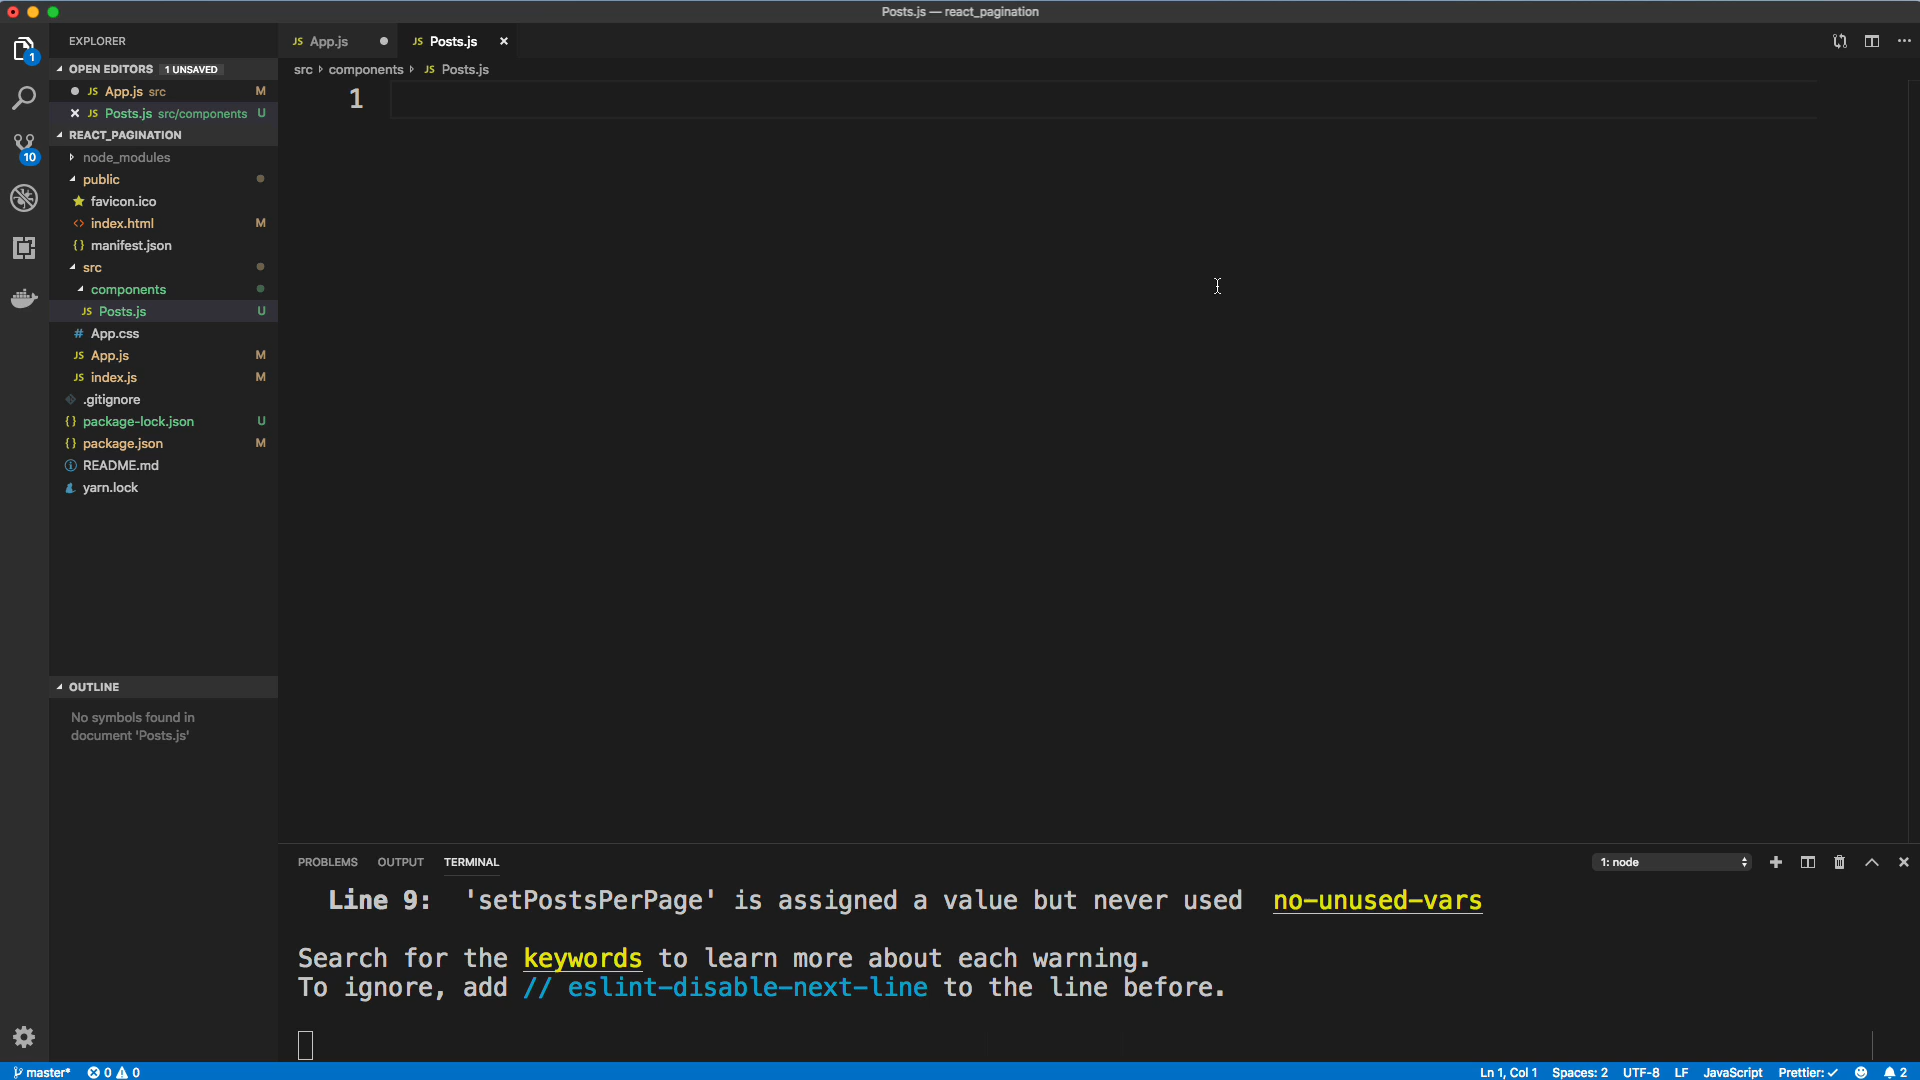 Posts.js — react_pagination
EXPLORER
OPEN EDITORS 1 UNSAVED
JS App.js src M
JS Posts.js src/components U
REACT_PAGINATION
node_modules
public
favicon.ico
<> index.html M
{} manifest.json
src
components
JS Posts.js U
# App.css
JS App.js M
JS index.js M
.gitignore
{} package-lock.json U
{} package.json M
README.md
yarn.lock
OUTLINE
No symbols found in
document 'Posts.js'
1
10
JS App.js JS Posts.js
src components JS Posts.js
1
PROBLEMS OUTPUT TERMINAL 1: node
Line 9: 'setPostsPerPage' is assigned a value but never used no-unused-vars
Search for the keywords to learn more about each warning.
To ignore, add // eslint-disable-next-line to the line before.
master* 0 0 Ln 1, Col 1 Spaces: 2 UTF-8 LF JavaScript Prettier: ✓ 2